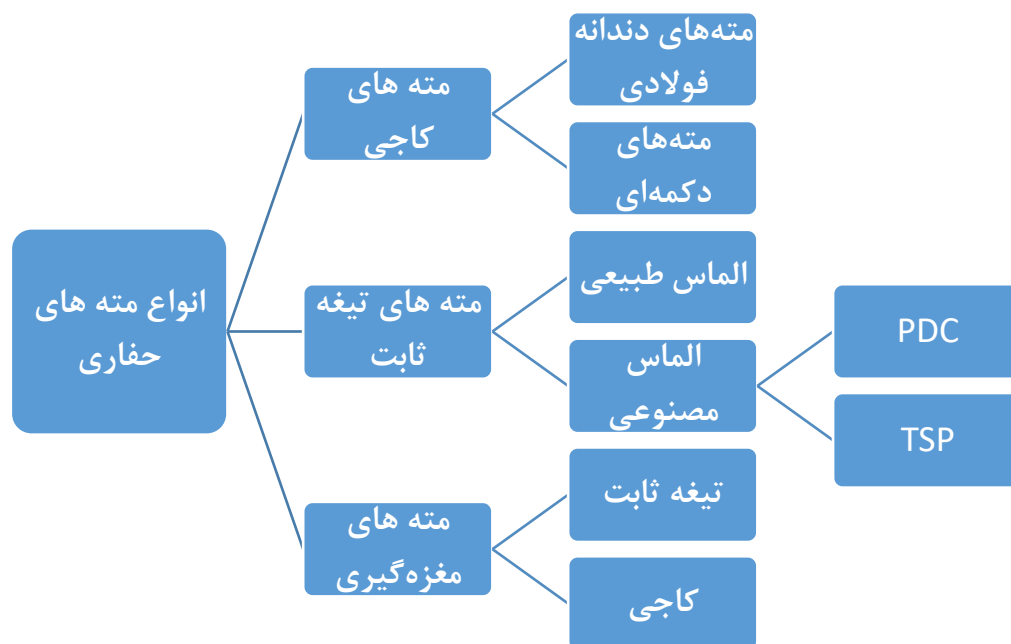 انواع مته های
حفاری
مته های
کاجی
مته‌های دندانه
فولادی
مته‌های
دکمه‌ای
مته های تیغه
ثابت
الماس طبیعی
الماس
مصنوعی
PDC
TSP
مته های
مغزه‌گیری
تیغه ثابت
کاجی